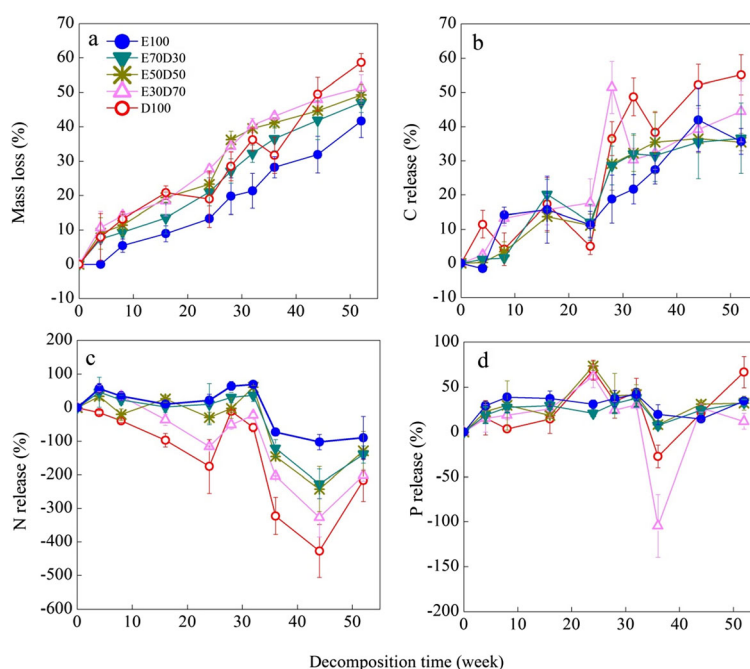 70
60
50
40
30
20
10
0
-10
a
E100
E70D30
E50D50
E30D70
D100
Mass loss (%)
0 10 20 30 40 50
70
60
50
40
30
20
10
0
-10
b
C release (%)
0 10 20 30 40 50
200
100
0
-100
-200
-300
-400
-500
-600
c
N release (%)
0 10 20 30 40 50
100
50
0
-50
-100
-150
-200
d
P release (%)
0 10 20 30 40 50
Decomposition time (week)